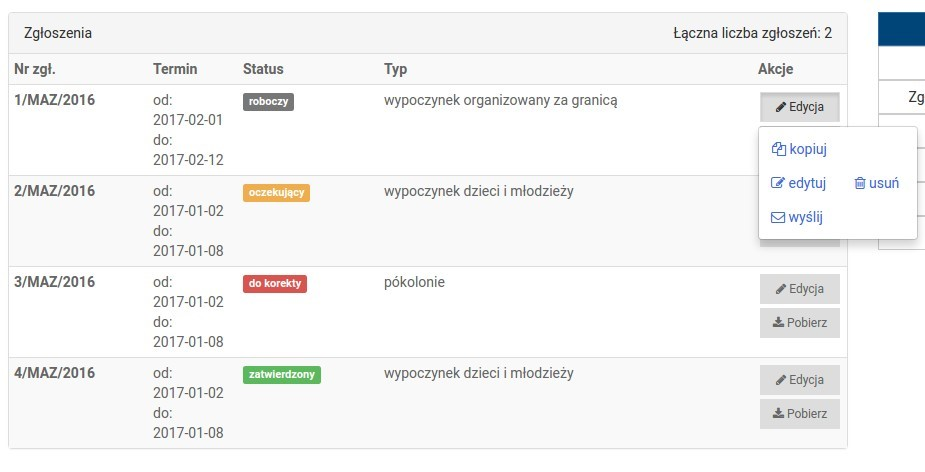 Zgłoszenia Łączna liczba zgłoszeń: 2
Nr zgł. Termin Status Typ Akcje
1/MAZ/2016 od: roboczy wypoczynek organizowany za granicą Edycja
2017-02-01
do:
2017-02-12
kopiuj
edytuj usuń
wyślij
2/MAZ/2016 od: oczekujący wypoczynek dzieci i młodzieży
2017-01-02
do:
2017-01-08
3/MAZ/2016 od: do korekty pókolonie Edycja
2017-01-02
do: Pobierz
2017-01-08
4/MAZ/2016 od: zatwierdzony wypoczynek dzieci i młodzieży Edycja
2017-01-02
do: Pobierz
2017-01-08
Zg